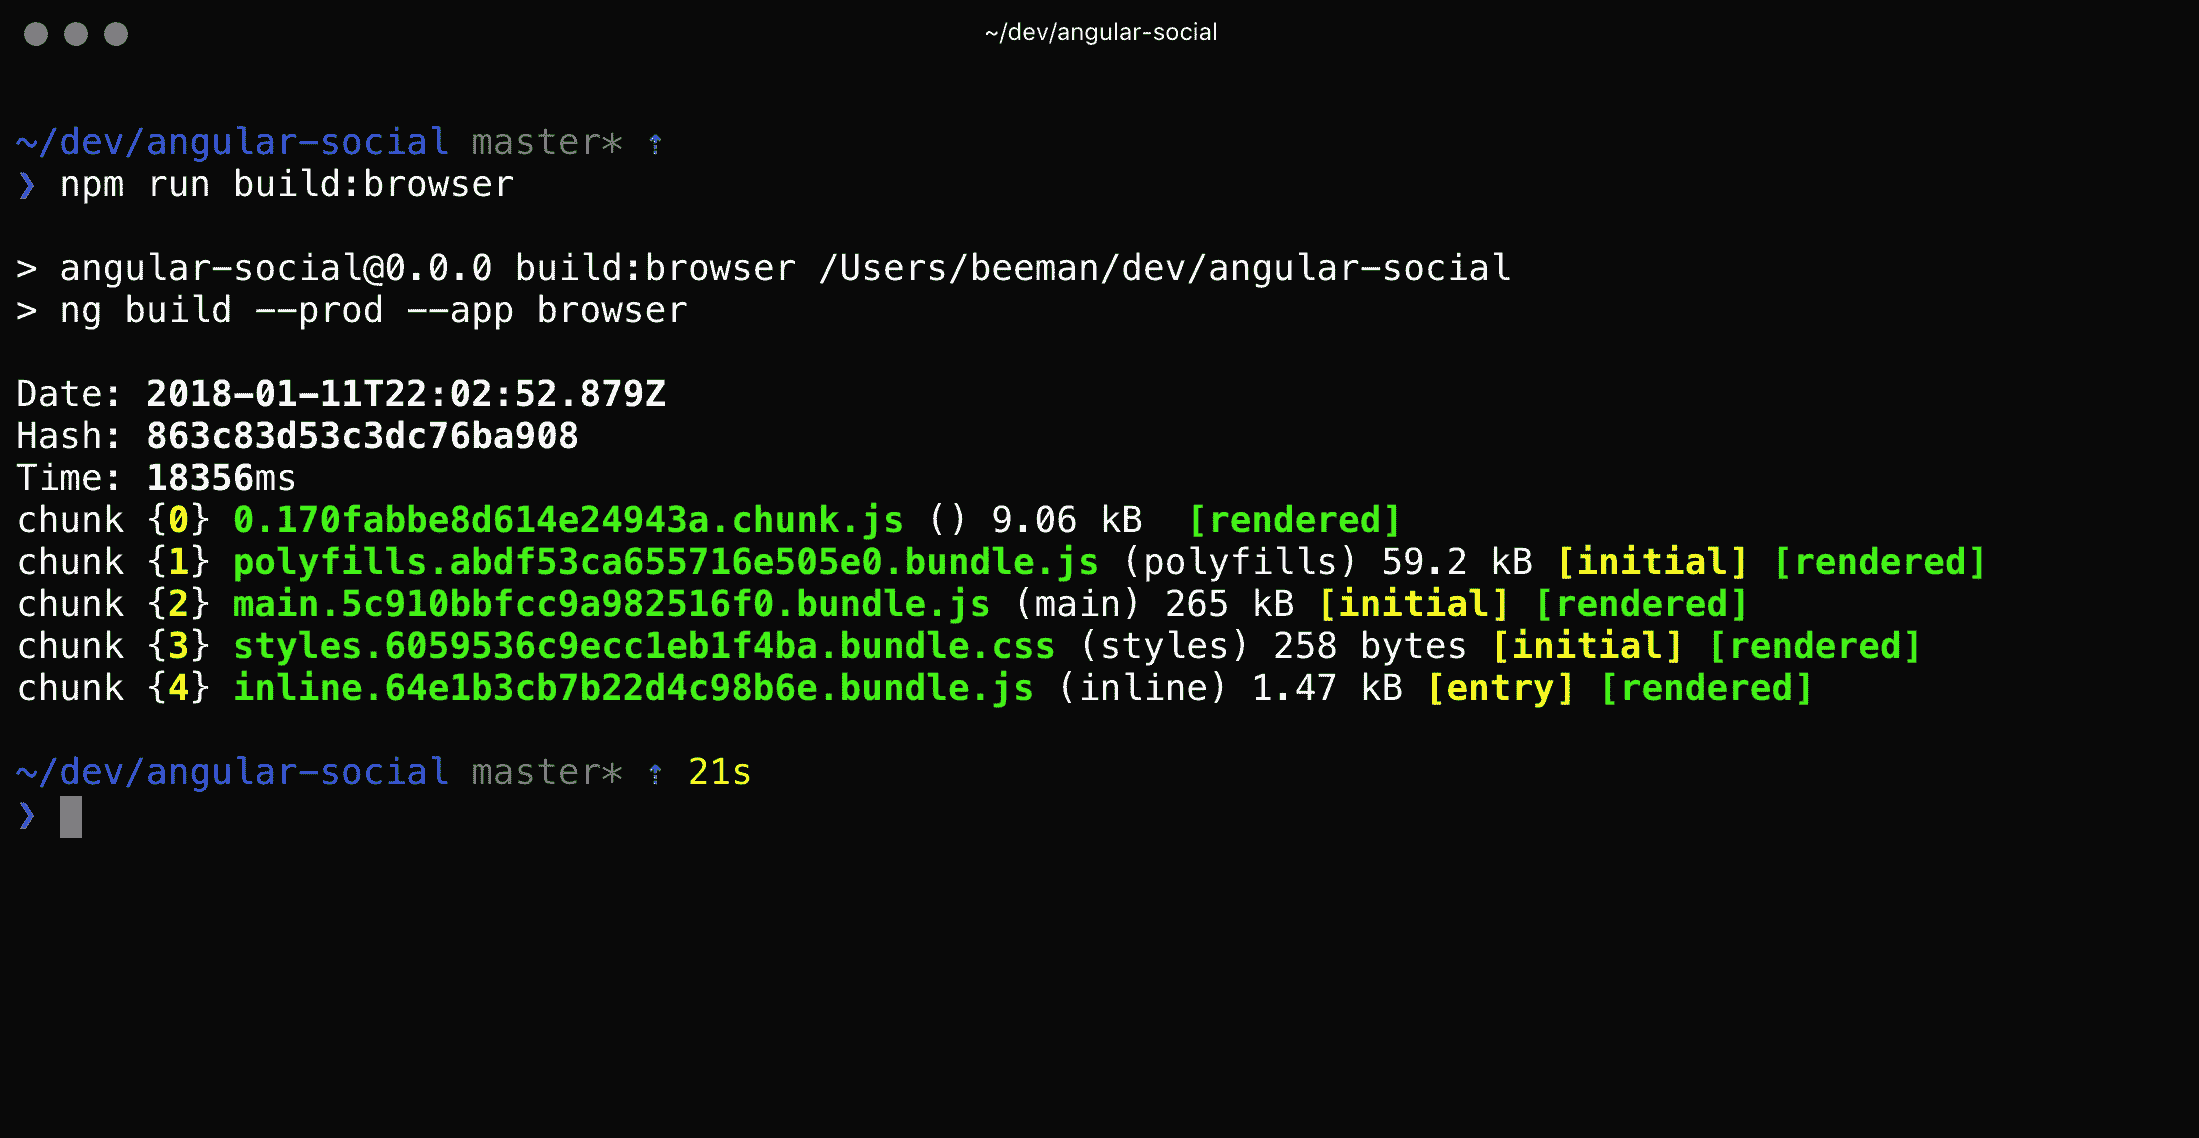 ~/dev/angular-social
~/dev/angular-social master* ⇡
❯ npm run build:browser
> angular-social@0.0.0 build:browser /Users/beeman/dev/angular-social
> ng build --prod --app browser
Date: 2018-01-11T22:02:52.879Z
Hash: 863c83d53c3dc76ba908
Time: 18356ms
chunk {0} 0.170fabbe8d614e24943a.chunk.js () 9.06 kB  [rendered]
chunk {1} polyfills.abdf53ca655716e505e0.bundle.js (polyfills) 59.2 kB [initial] [rendered]
chunk {2} main.5c910bbfcc9a982516f0.bundle.js (main) 265 kB [initial] [rendered]
chunk {3} styles.6059536c9ecc1eb1f4ba.bundle.css (styles) 258 bytes [initial] [rendered]
chunk {4} inline.64e1b3cb7b22d4c98b6e.bundle.js (inline) 1.47 kB [entry] [rendered]
~/dev/angular-social master* ⇡ 21s
❯